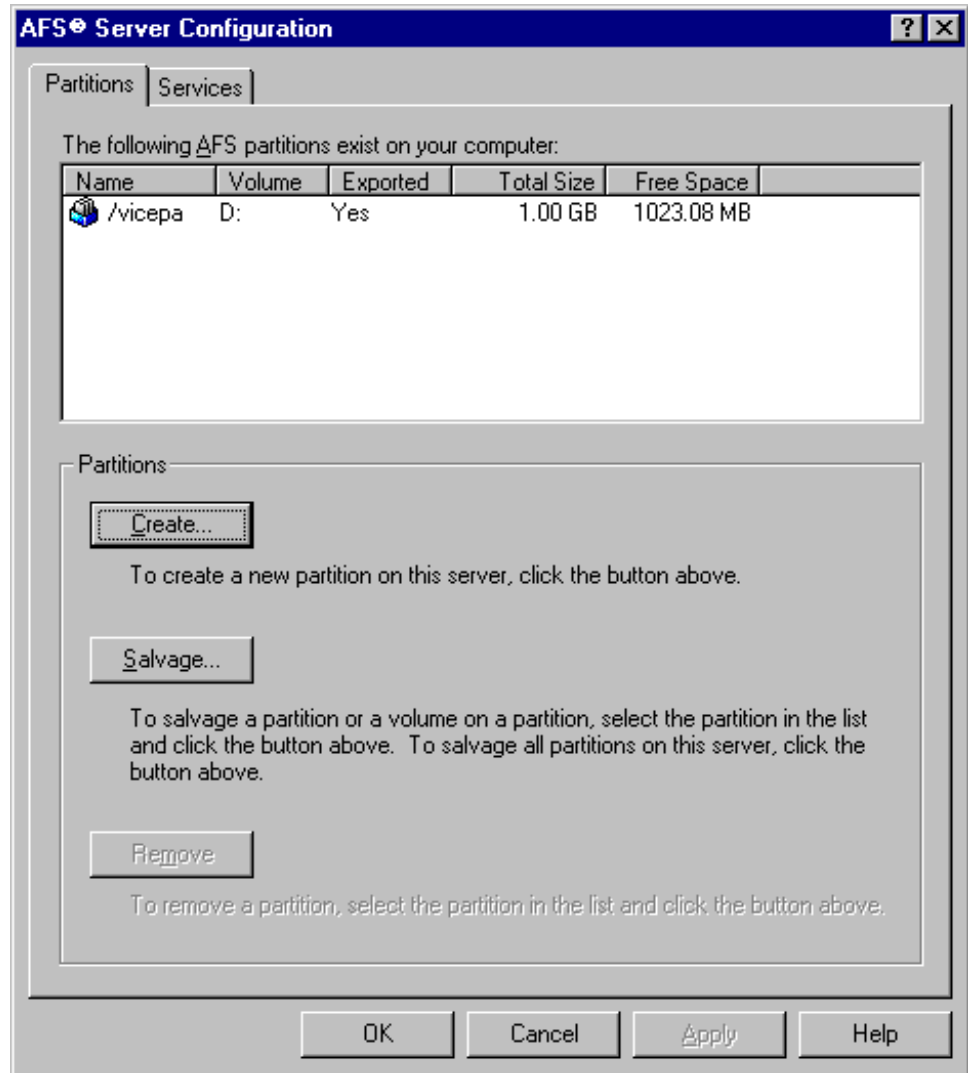 AFS® Server Configuration
Partitions Services
The following AFS partitions exist on your computer:
Name Volume Exported Total Size Free Space
/vicepa D: Yes 1.00 GB 1023.08 MB
Partitions
Create...
To create a new partition on this server, click the button above.
Salvage...
To salvage a partition or a volume on a partition, select the partition in the list
and click the button above. To salvage all partitions on this server, click the
button above.
Remove
To remove a partition, select the partition in the list and click the button above.
OK Cancel Apply Help